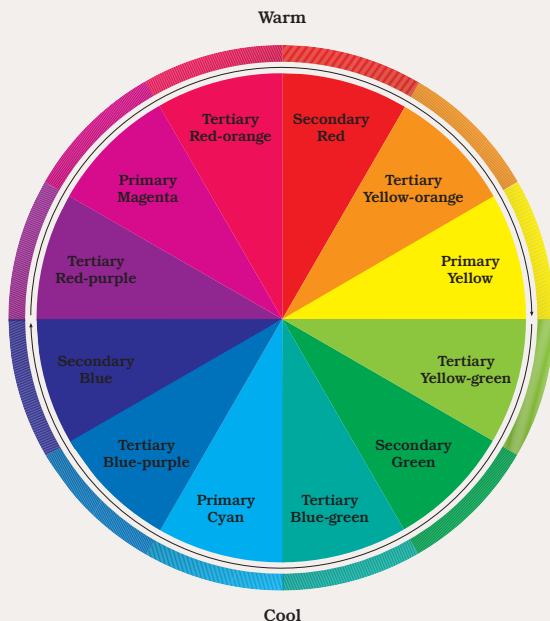 Warm
Secondary
Red
Tertiary
Yellow-orange
Primary
Yellow
Tertiary
Yellow-green
Secondary
Green
Tertiary
Blue-green
Primary
Cyan
Tertiary
Blue-purple
Secondary
Blue
Tertiary
Red-purple
Primary
Magenta
Tertiary
Red-orange
Cool